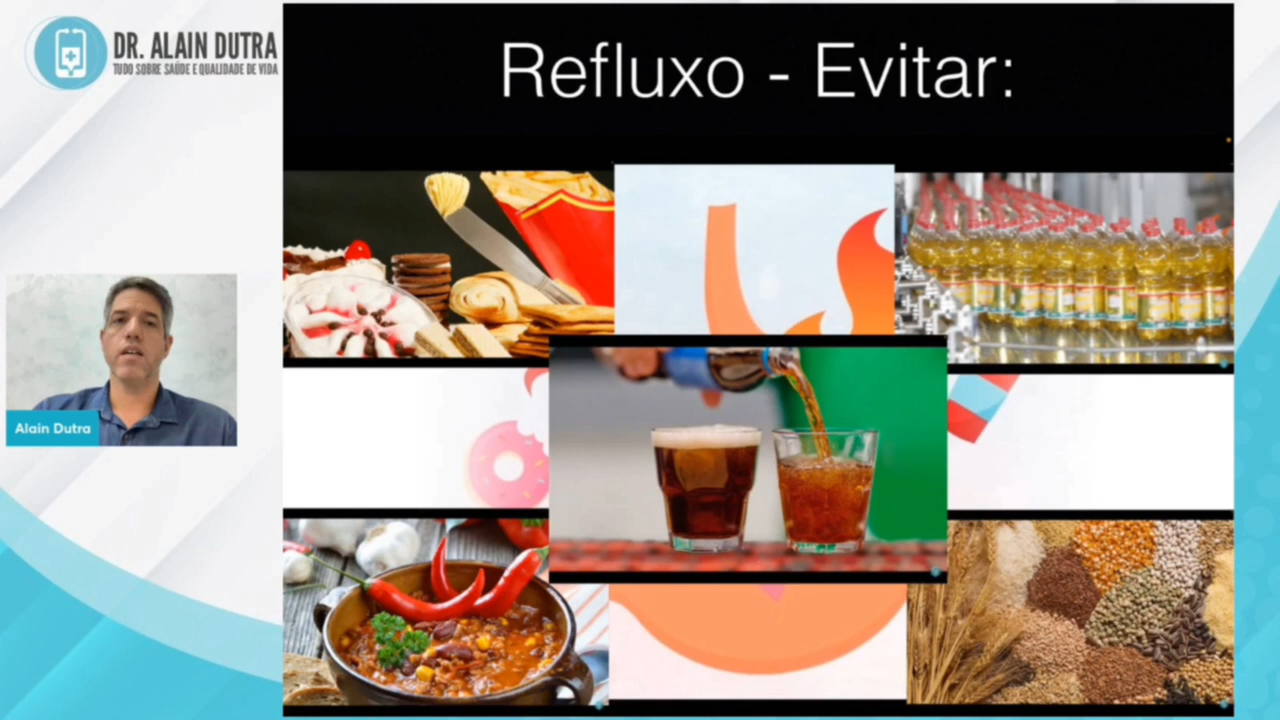 DR. ALAIN DUTRA
TUDO SOBRE SAÚDE E QUALIDADE DE VIDA
Refluxo - Evitar:
Alain Dutra